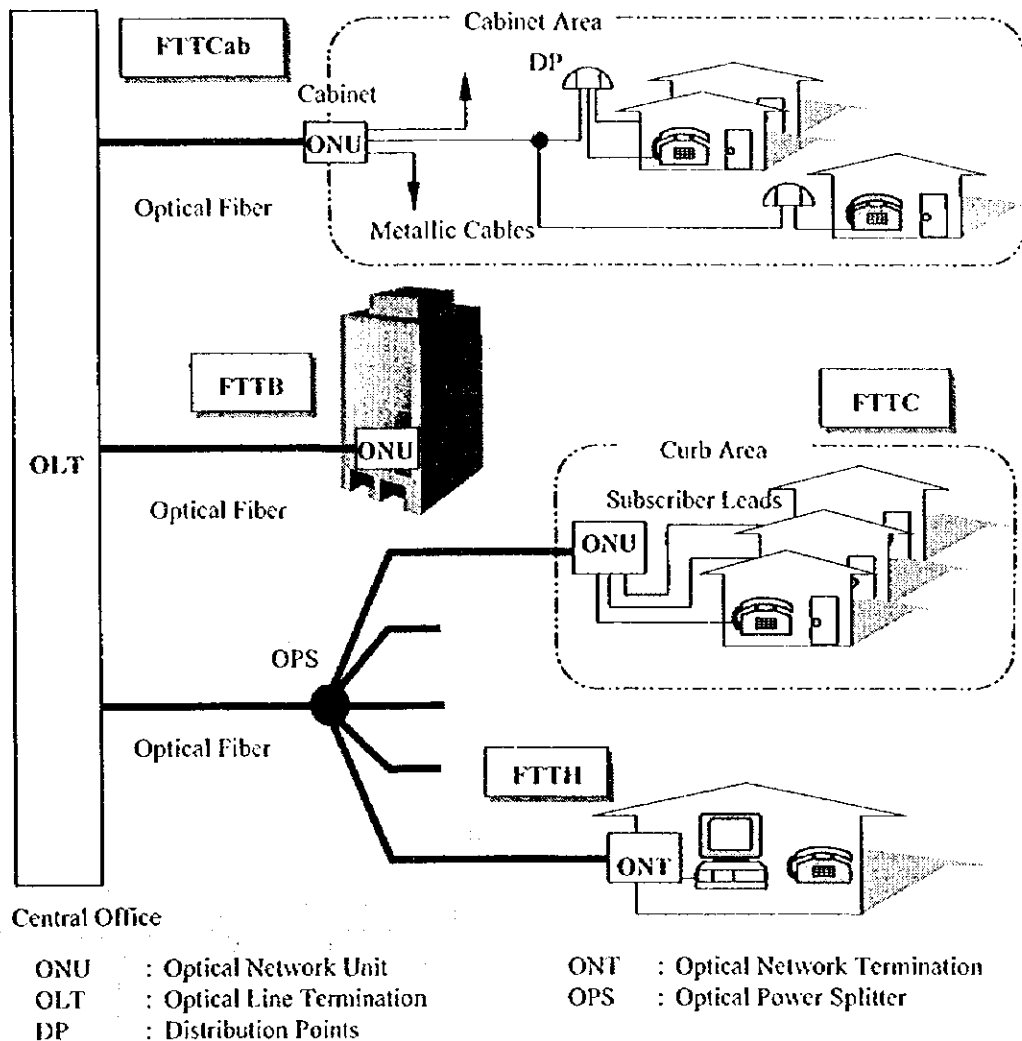 FTTCab
Cabinet Area
DP
Cabinet
ONU
Optical Fiber
Metallic Cables
FTTB
FTTC
ONU
OLT
Curb Area
Optical Fiber
Subscriber Leads
ONU
OPS
Optical Fiber
FTTH
ONT
Central Office
ONU : Optical Network Unit
OLT : Optical Line Termination
DP : Distribution Points
ONT : Optical Network Termination
OPS : Optical Power Splitter